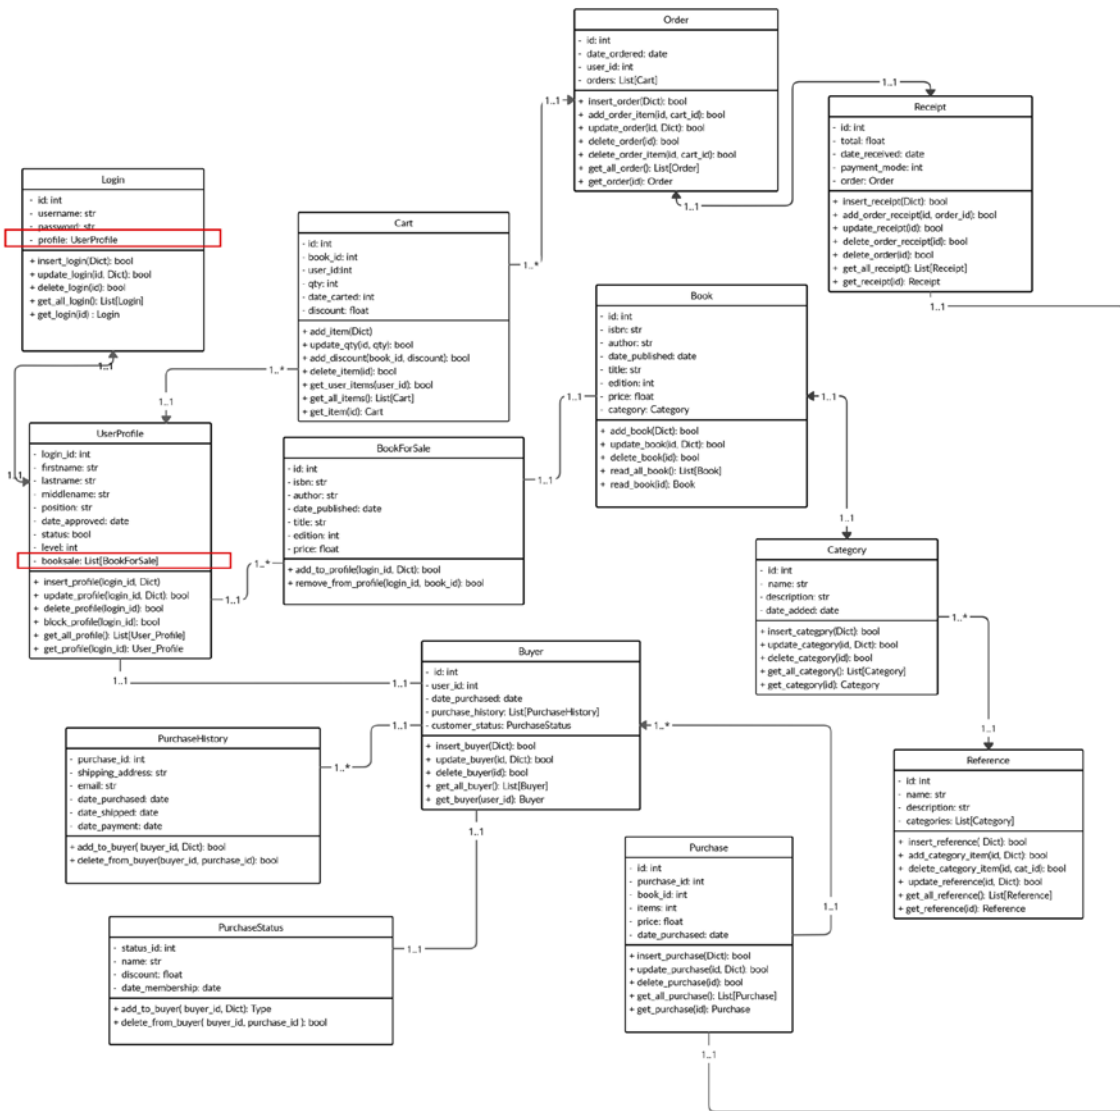 Order
- id: int
- date_ordered: date
- user_id: int
- orders: List[Cart]
+ insert_order(Dict): bool
+ add_order_item(id, cart_id): bool
+ update_order(id, Dict): bool
+ delete_order(id): bool
+ delete_order_item(id, cart_id): bool
+ get_all_order(): List[Order]
+ get_order(id): Order
1..1
1..1
1..1
1..*
Receipt
- id: int
- total: float
- date_received: date
- payment_mode: int
- order: Order
+ insert_receipt(Dict): bool
+ add_order_receipt(id, order_id): bool
+ update_receipt(id): bool
+ delete_order_receipt(id): bool
+ delete_order(id): bool
+ get_all_receipt(): List[Receipt]
+ get_receipt(id): Receipt
1..1
Login
- id: int
- username: str
- password: str
- profile: UserProfile
+ insert_login(Dict): bool
+ update_login(id, Dict): bool
+ delete_login(id): bool
+ get_all_login(): List[Login]
+ get_login(id) : Login
1..1
1..1
Cart
- id: int
- book_id: int
- user_id:int
- qty: int
- date_carted: int
- discount: float
+ add_item(Dict)
+ update_qty(id, qty): bool
+ add_discount(book_id, discount): bool
+ delete_item(id): bool
+ get_user_items(user_id): bool
+ get_all_items(): List[Cart]
+ get_item(id): Cart
1..*
1..1
Book
- id: int
- isbn: str
- author: str
- date_published: date
- title: str
- edition: int
- price: float
- category: Category
+ add_book(Dict): bool
+ update_book(id, Dict): bool
+ delete_book(id): bool
+ read_all_book(): List[Book]
+ read_book(id): Book
1..1
1..1
1..1
1..1
UserProfile
- login_id: int
- firstname: str
- lastname: str
- middlename: str
- position: str
- date_approved: date
- status: bool
- level: int
- booksale: List[BookForSale]
+ insert_profile(login_id, Dict)
+ update_profile(login_id, Dict): bool
+ delete_profile(login_id): bool
+ block_profile(login_id): bool
+ get_all_profile(): List[User_Profile]
+ get_profile(login_id): User_Profile
1..1
1..*
BookForSale
- id: int
- isbn: str
- author: str
- date_published: date
- title: str
- edition: int
- price: float
+ add_to_profile(login_id, Dict): bool
+ remove_from_profile(login_id, book_id): bool
Category
- id: int
- name: str
- description: str
- date_added: date
+ insert_categpry(Dict): bool
+ update_category(id, Dict): bool
+ delete_category(id): bool
+ get_all_category(): List[Category]
+ get_category(id): Category
1..*
1..1
Buyer
- id: int
- user_id: int
- date_purchased: date
- purchase_history: List[PurchaseHistory]
- customer_status: PurchaseStatus
+ insert_buyer(Dict): bool
+ update_buyer(id, Dict): bool
+ delete_buyer(id): bool
+ get_all_buyer(): List[Buyer]
+ get_buyer(user_id): Buyer
1..1
1..1
1..1
1..*
1..*
1..1
1..1
1..1
PurchaseHistory
- purchase_id: int
- shipping_address: str
- email: str
- date_purchased: date
- date_shipped: date
- date_payment: date
+ add_to_buyer( buyer_id, Dict): bool
+ delete_from_buyer(buyer_id, purchase_id): bool
Reference
- id: int
- name: str
- description: str
- categories: List[Category]
+ insert_reference( Dict): bool
+ add_category_item(id, Dict): bool
+ delete_category_item(id, cat_id): bool
+ update_reference(id, Dict): bool
+ get_all_reference(): List[Reference]
+ get_reference(id): Reference
Purchase
- id: int
- purchase_id: int
- book_id: int
- items: int
- price: float
- date_purchased: date
+ insert_purchase(Dict): bool
+ update_purchase(id, Dict): bool
+ delete_purchase(id): bool
+ get_all_purchase(): List[Purchase]
+ get_purchase(id): Purchase
1..1
PurchaseStatus
- status_id: int
- name: str
- discount: float
- date_membership: date
+ add_to_buyer( buyer_id, Dict): Type
+ delete_from_buyer( buyer_id, purchase_id ): bool